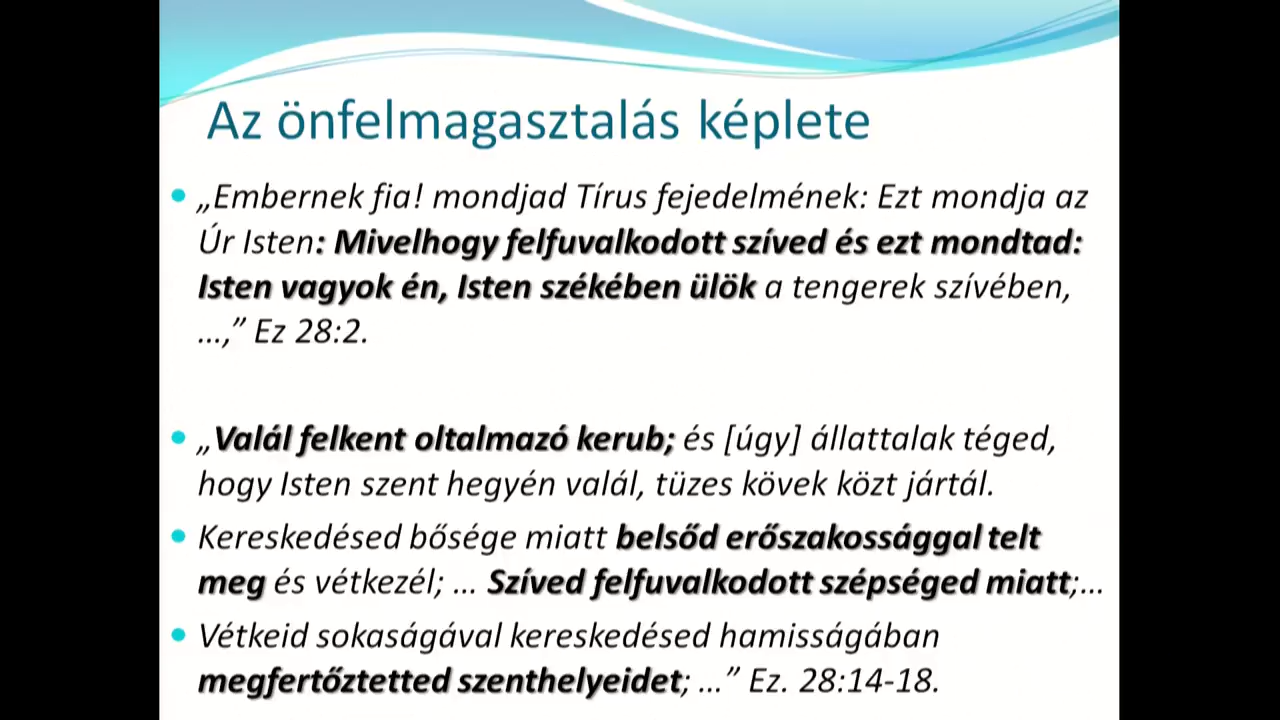 Az önfelmagasztalás képlete
„Embernek fia! mondjad Tírus fejedelmének: Ezt mondja az
Úr Isten: Mivelhogy felfuvalkodott szíved és ezt mondtad:
Isten vagyok én, Isten székében ülök a tengerek szívében,
…,” Ez 28:2.
„Valál felkent oltalmazó kerub; és [úgy] állattalak téged,
hogy Isten szent hegyén valál, tüzes kövek közt jártál.
Kereskedésed bősége miatt belsőd erőszakossággal telt
meg és vétkezél; … Szíved felfuvalkodott szépséged miatt;…
Vétkeid sokaságával kereskedésed hamisságában
megfertőztetted szenthelyeidet; …” Ez. 28:14-18.